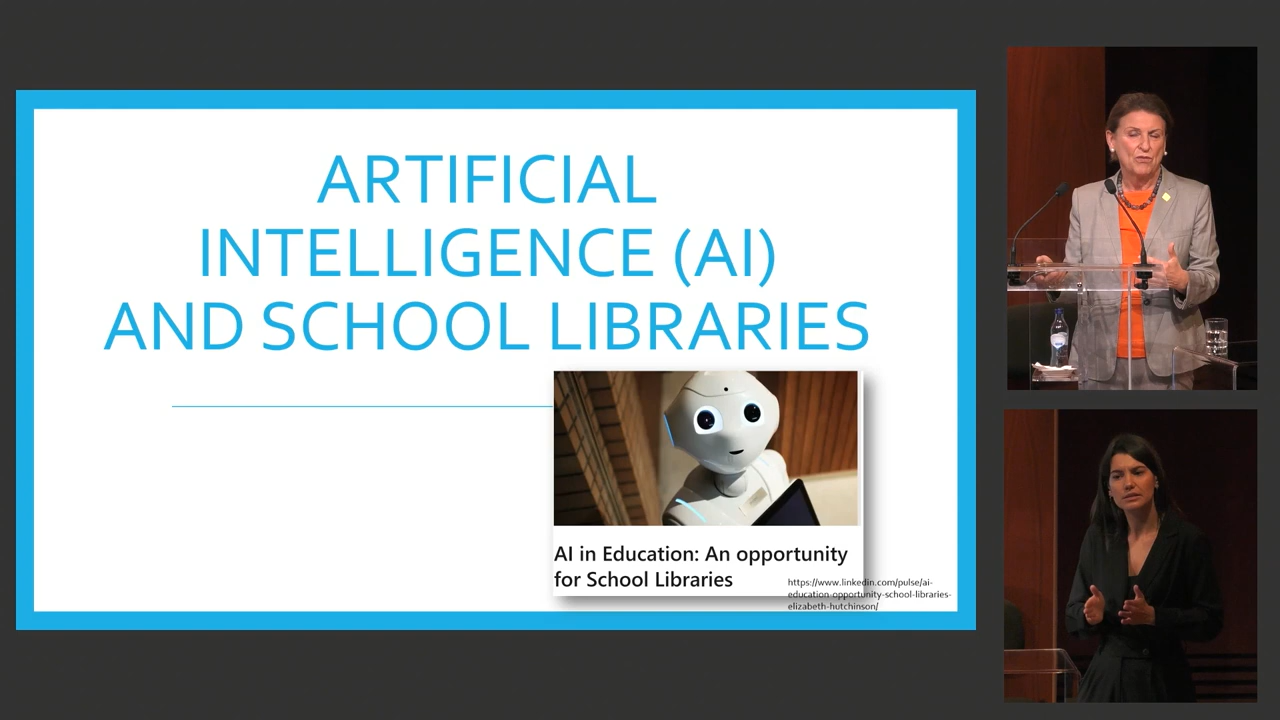 ARTIFICIAL
INTELLIGENCE (AI)
AND SCHOOL LIBRARIES
AI in Education: An opportunity
for School Libraries
https://www.linkedin.com/pulse/ai-
education-opportunity-school-libraries-
elizabeth-hutchinson/